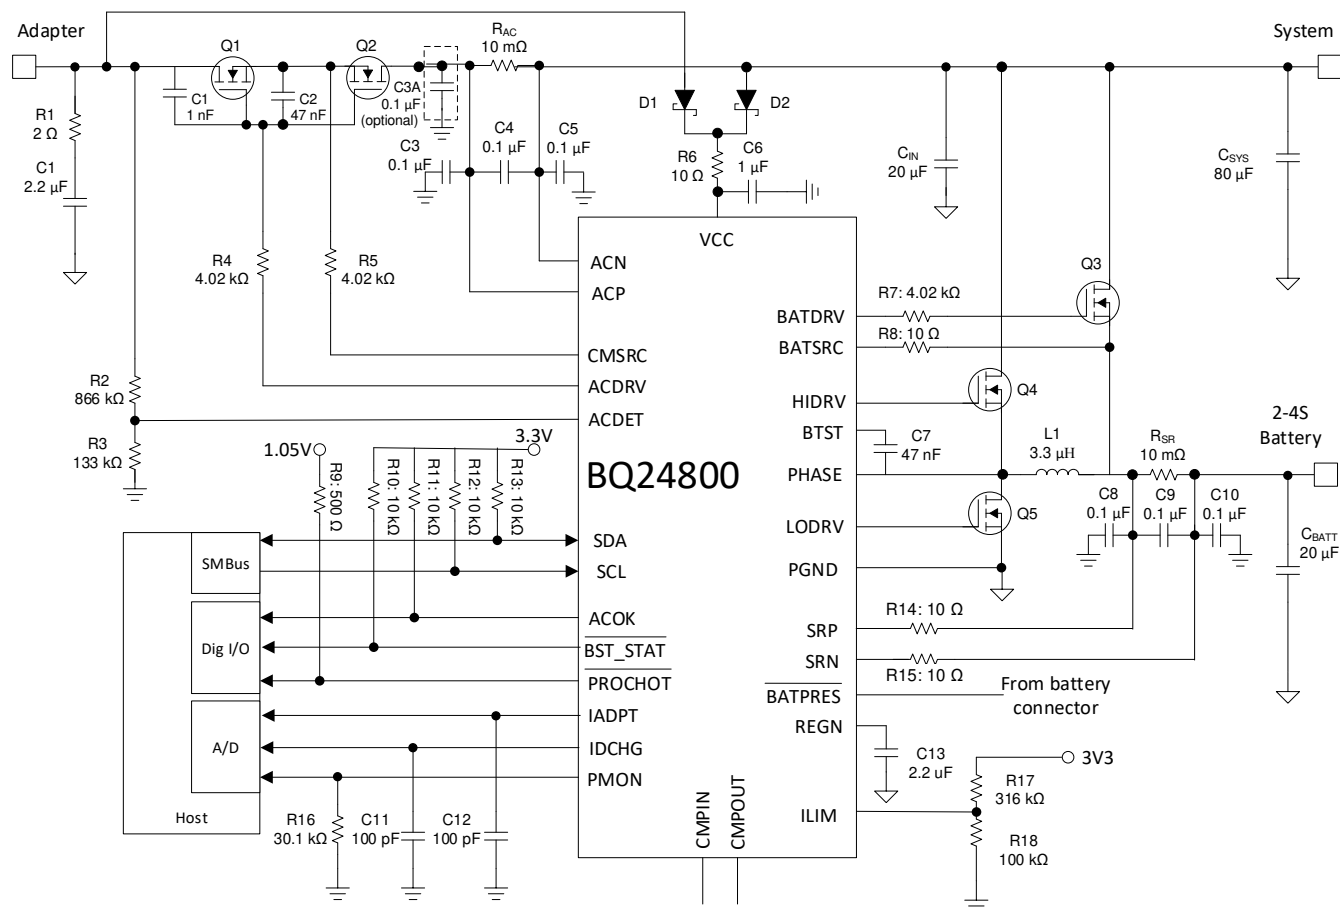 Adapter
System
Q1
Q2
R_AC
10 mΩ
C1
1 nF
C2
47 nF
C3A
0.1 µF
(optional)
D1
D2
R1
2 Ω
C1
2.2 µF
C3
0.1 µF
C4
0.1 µF
C5
0.1 µF
R6
10 Ω
C6
1 µF
C_IN
20 µF
C_SYS
80 µF
R4
4.02 kΩ
R5
4.02 kΩ
VCC
ACN
ACP
CMSRC
ACDRV
ACDET
Q3
R7: 4.02 kΩ
BATDRV
R8: 10 Ω
BATSRC
R2
866 kΩ
R3
133 kΩ
HIDRV
Q4
BTST
C7
47 nF
PHASE
L1
3.3 µH
R_SR
10 mΩ
2-4S
Battery
1.05V
3.3V
R9: 500 Ω
R10: 10 kΩ
R11: 10 kΩ
R12: 10 kΩ
R13: 10 kΩ
BQ24800
LODRV
Q5
C8
0.1 µF
C9
0.1 µF
C10
0.1 µF
C_BATT
20 µF
PGND
SMBus
SDA
SCL
Dig I/O
ACOK
BST_STAT
PROCHOT
A/D
IADPT
IDCHG
PMON
Host
R14: 10 Ω
SRP
SRN
R15: 10 Ω
BATPRES
From battery
connector
REGN
C13
2.2 uF
3V3
R17
316 kΩ
ILIM
R18
100 kΩ
R16
30.1 kΩ
C11
100 pF
C12
100 pF
CMPIN
CMPOUT